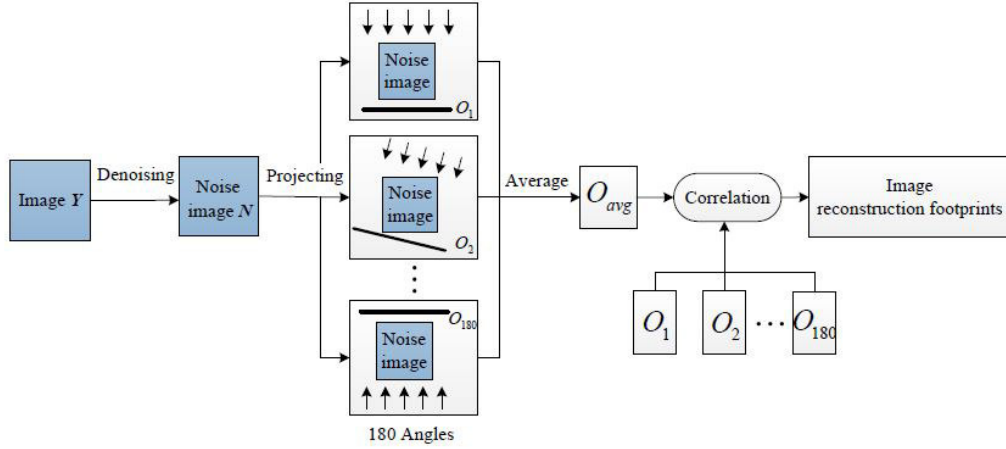 Image Y
Denoising
Noise
image N
Projecting
Noise
image
O1
Noise
image
O2
O180
Noise
image
180 Angles
Average
Oavg
Correlation
Image
reconstruction footprints
O1
O2
O180